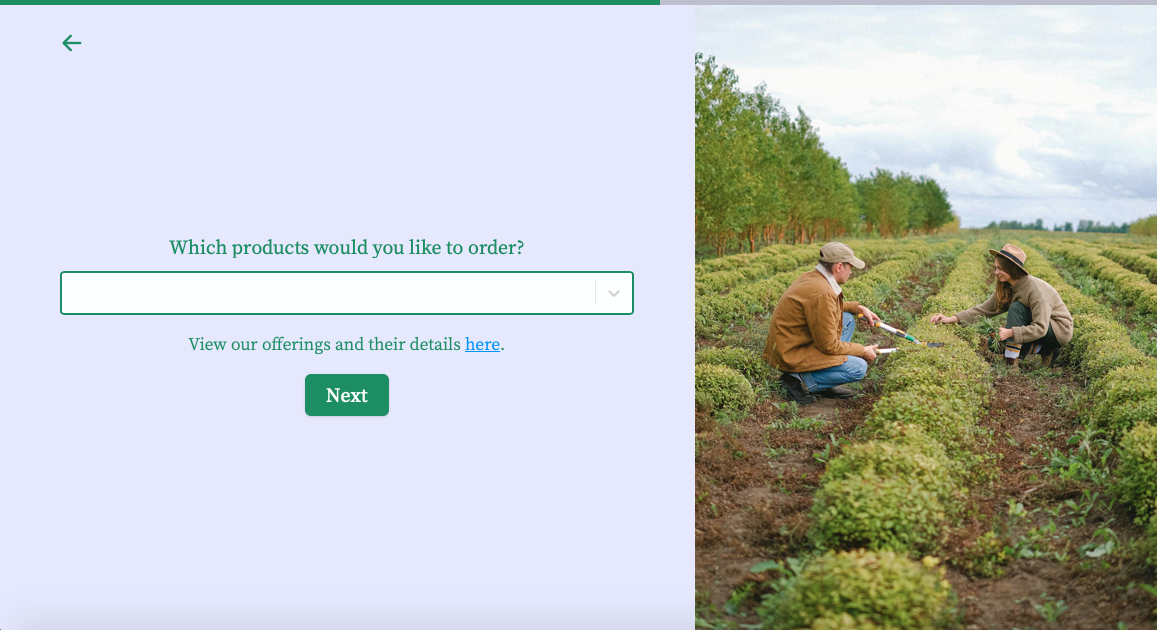 Which products would you like to order?
View our offerings and their details here.
Next